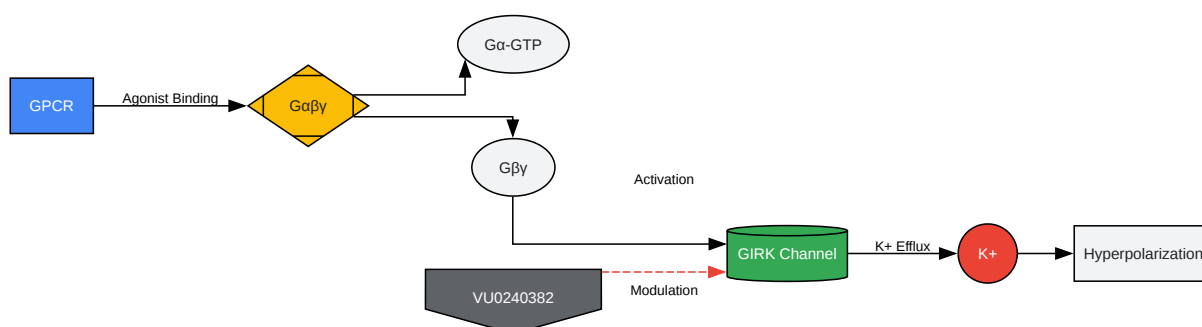 Gα-GTP
GPCR
Agonist Binding
Gαβγ
Gβγ
Activation
GIRK Channel
K+ Efflux
K+
Hyperpolarization
VU0240382
Modulation